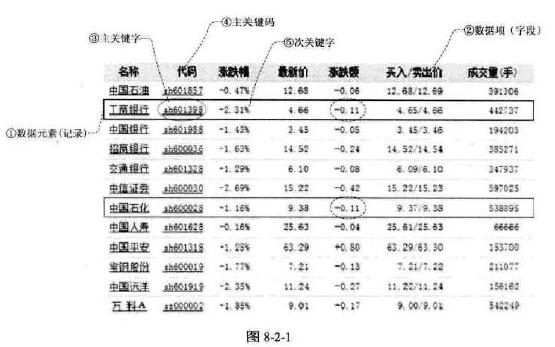 ④主关键码
③主关键字
⑤次关键字
②数据项(字段)
名称 代码 涨跌幅 最新价 涨跌额 买入/卖出价 成交量(手)
中国石油 sh601857 -0.47% 12.68 -0.06 12.68/12.69 391306
工商银行 sh601398 -2.31% 4.66 -0.11 4.65/4.66 442737
①数据元素(记录)
中国银行 sh601988 -1.43% 3.45 -0.05 3.45/3.46 194203
招商银行 sh600036 -1.63% 14.52 -0.24 14.52/14.54 385271
交通银行 sh601328 -1.29% 6.10 -0.08 6.09/6.10 347937
中信证券 sh600030 -2.69% 15.22 -0.42 15.22/15.23 597025
中国石化 sh600028 -1.16% 9.38 -0.11 9.37/9.38 538895
中国人寿 sh601628 -0.16% 25.63 -0.04 25.61/25.63 66666
中国平安 sh601318 -1.28% 63.29 +0.80 63.29/63.30 153700
宝钢股份 sh600019 -1.77% 7.21 -0.13 7.21/7.22 211077
中国远洋 sh601919 -2.35% 11.24 -0.27 11.22/11.24 156162
万 科A sz000002 -1.85% 9.01 -0.17 9.00/9.01 542249
图 8-2-1